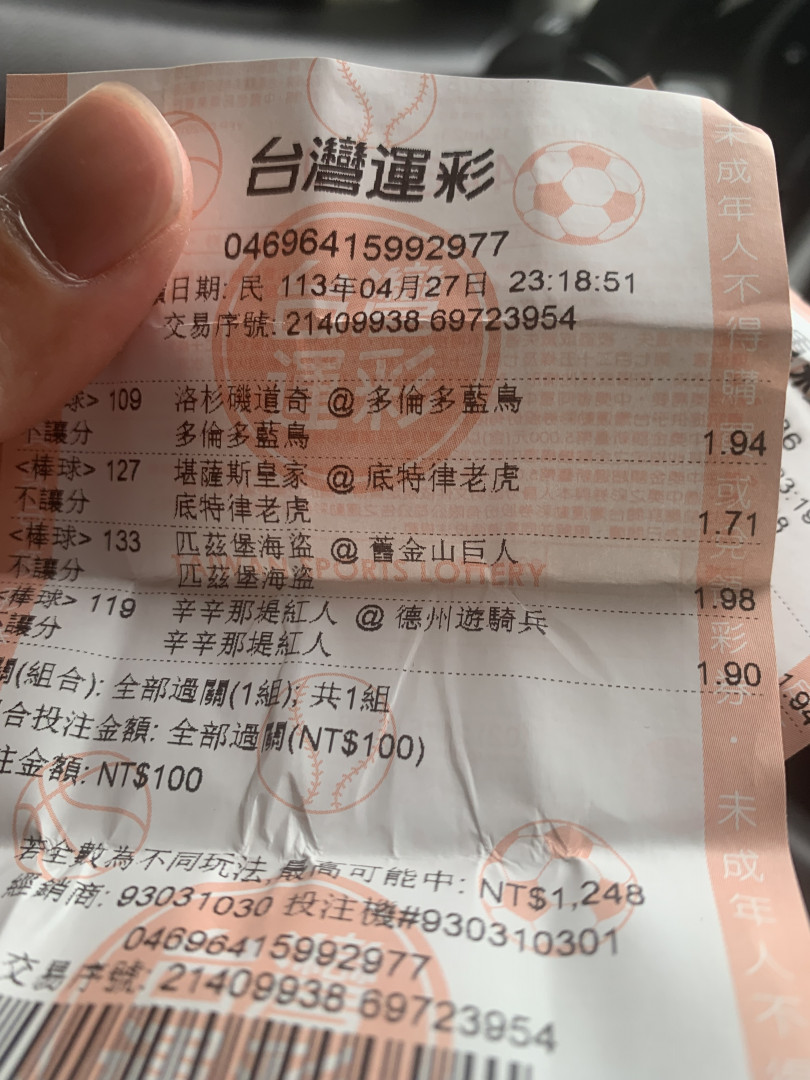 台灣運彩
04696415992977
日期: 民 113年04月27日 23:18:51
交易序號: 21409938 69723954
球> 109 洛杉磯道奇 @ 多倫多藍鳥
不讓分 多倫多藍鳥 1.94
<棒球> 127 堪薩斯皇家 @ 底特律老虎
不讓分 底特律老虎 1.71
<棒球> 133 匹茲堡海盜 @ 舊金山巨人
不讓分 匹茲堡海盜 1.98
<棒球> 119 辛辛那堤紅人 @ 德州遊騎兵
讓分 辛辛那堤紅人 1.90
關(組合): 全部過關(1組); 共1組
合投注金額: 全部過關(NT$100)
注金額: NT$100
若全數為不同玩法,最高可能中: NT$1,248
經銷商: 93031030 投注機#930310301
04696415992977
交易序號: 21409938 69723954
台灣運彩
TAIWAN SPORTS LOTTERY
未成年人不得購買或兌領彩券・未成年人不